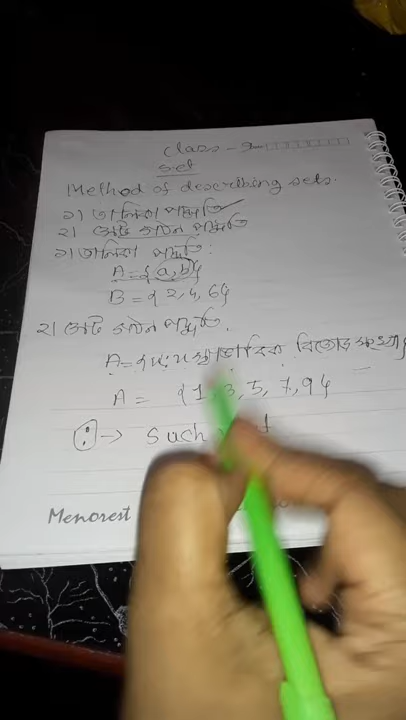 Class - 9
Set
Method of describing sets.
১) তালিকা পদ্ধতি
২। সেট গঠন পদ্ধতি
১) তালিকা পদ্ধতি:
A = {a, b}
B = {2, 4, 6}
২। সেট গঠন পদ্ধতি.
A = {x: x স্বাভাবিক বিজোড় সংখ্যা}
A = {1, 3, 5, 7, 9}
: → Such
Menorest